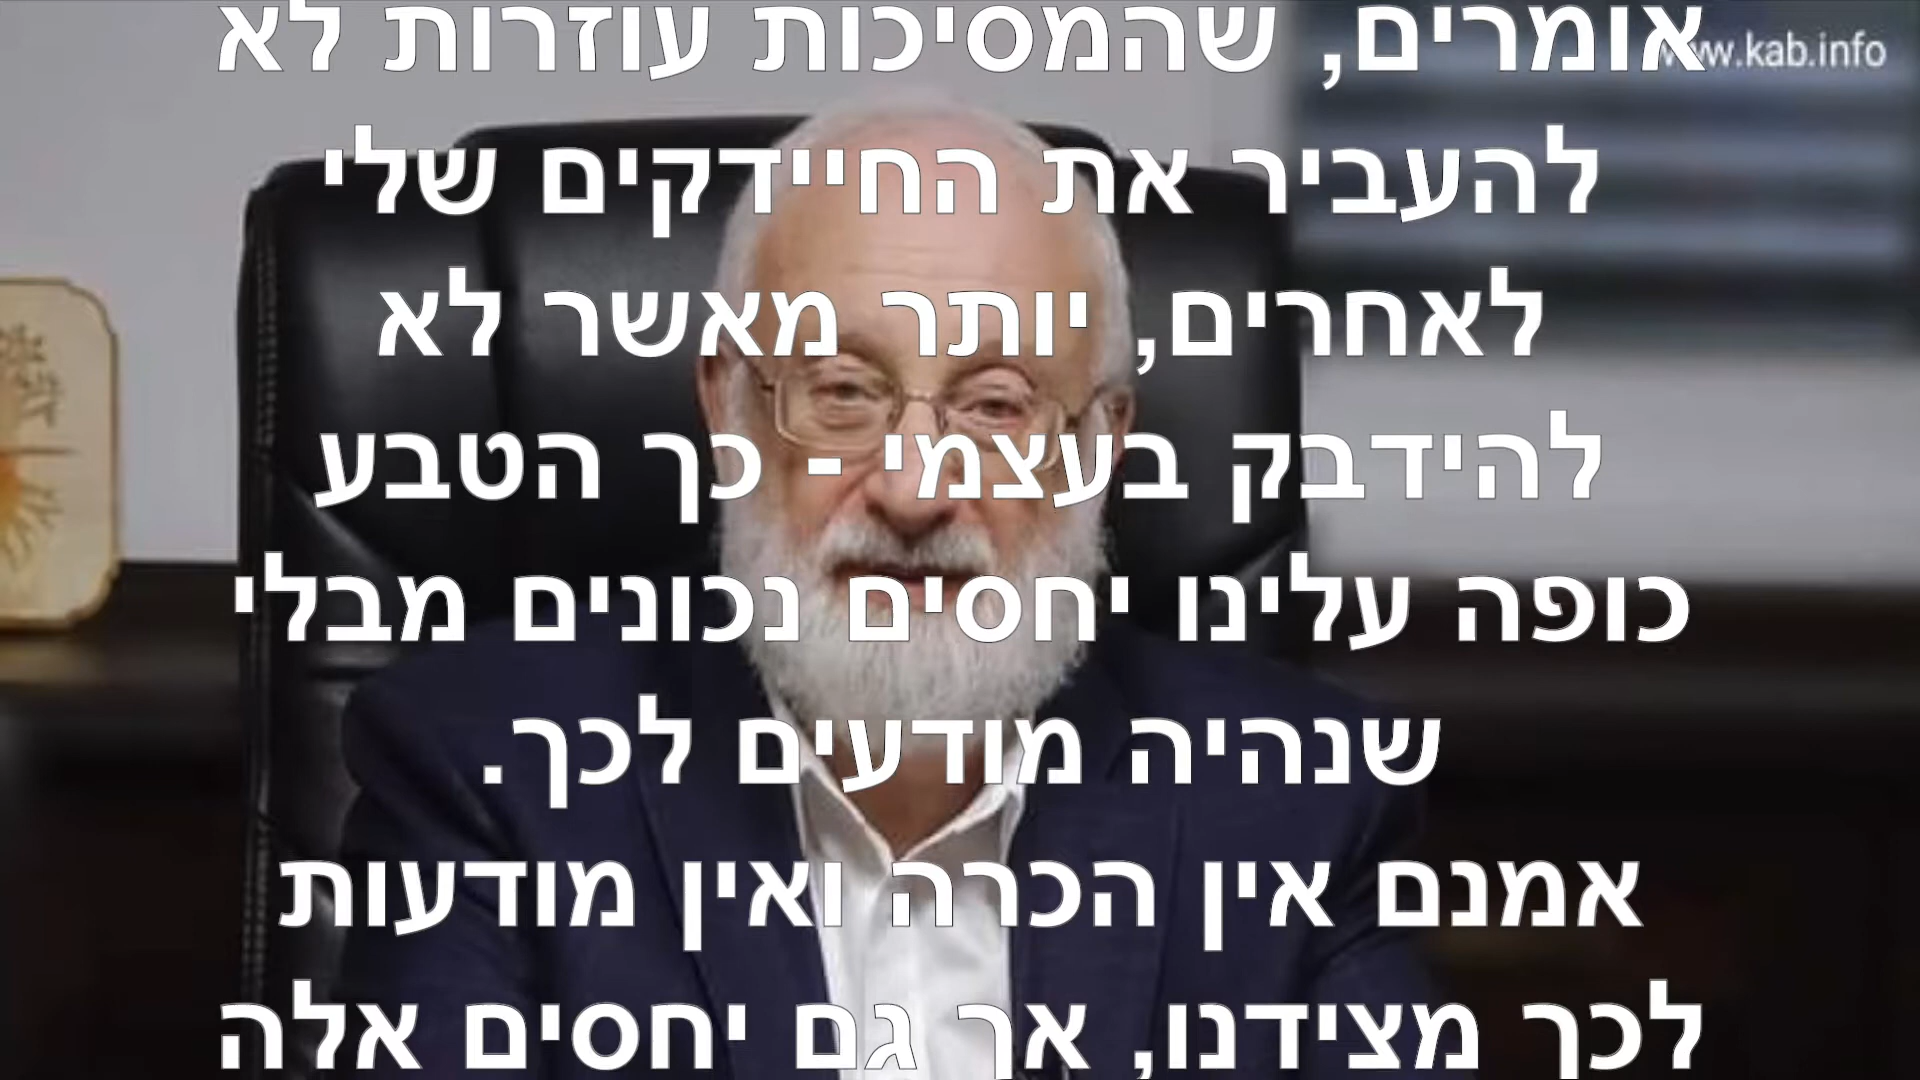 www.kab.info
אומרים, שהמסיכות עוזרות לא
להעביר את החיידקים שלי
לאחרים, יותר מאשר לא
להידבק בעצמי - כך הטבע
כופה עלינו יחסים נכונים מבלי
שנהיה מודעים לכך.
אמנם אין הכרה ואין מודעות
לכך מצידנו, אך גם יחסים אלה